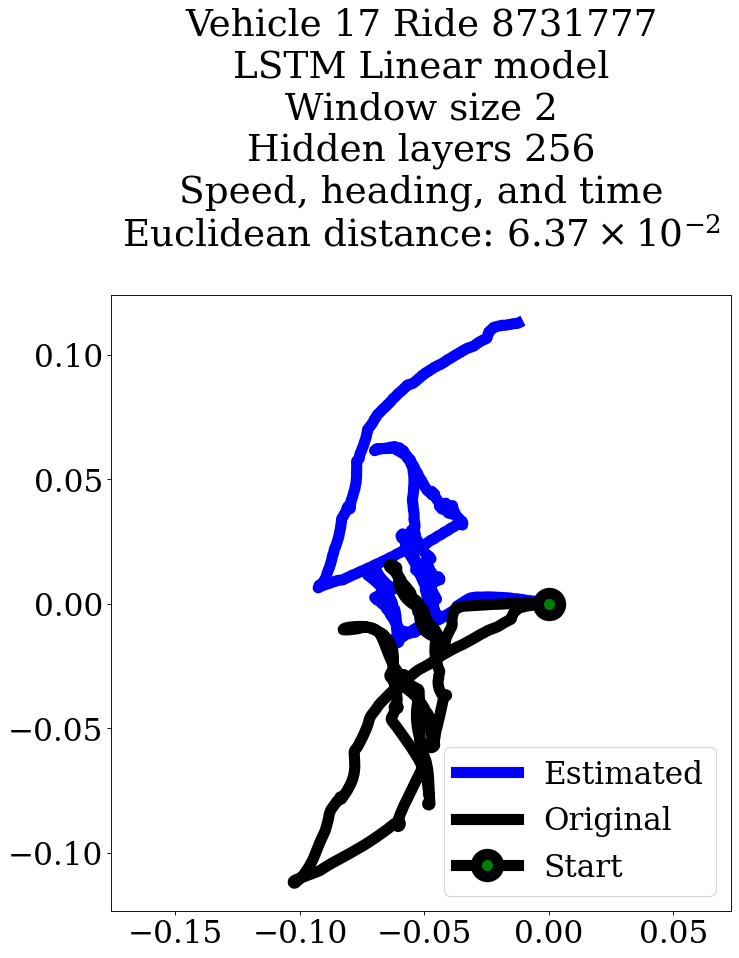 Vehicle 17 Ride 8731777
LSTM Linear model
Window size 2
Hidden layers 256
Speed, heading, and time
Euclidean distance: 6.37 × 10⁻²
0.10
0.05
0.00
−0.05
−0.10
Estimated
Original
Start
−0.15 −0.10 −0.05 0.00 0.05